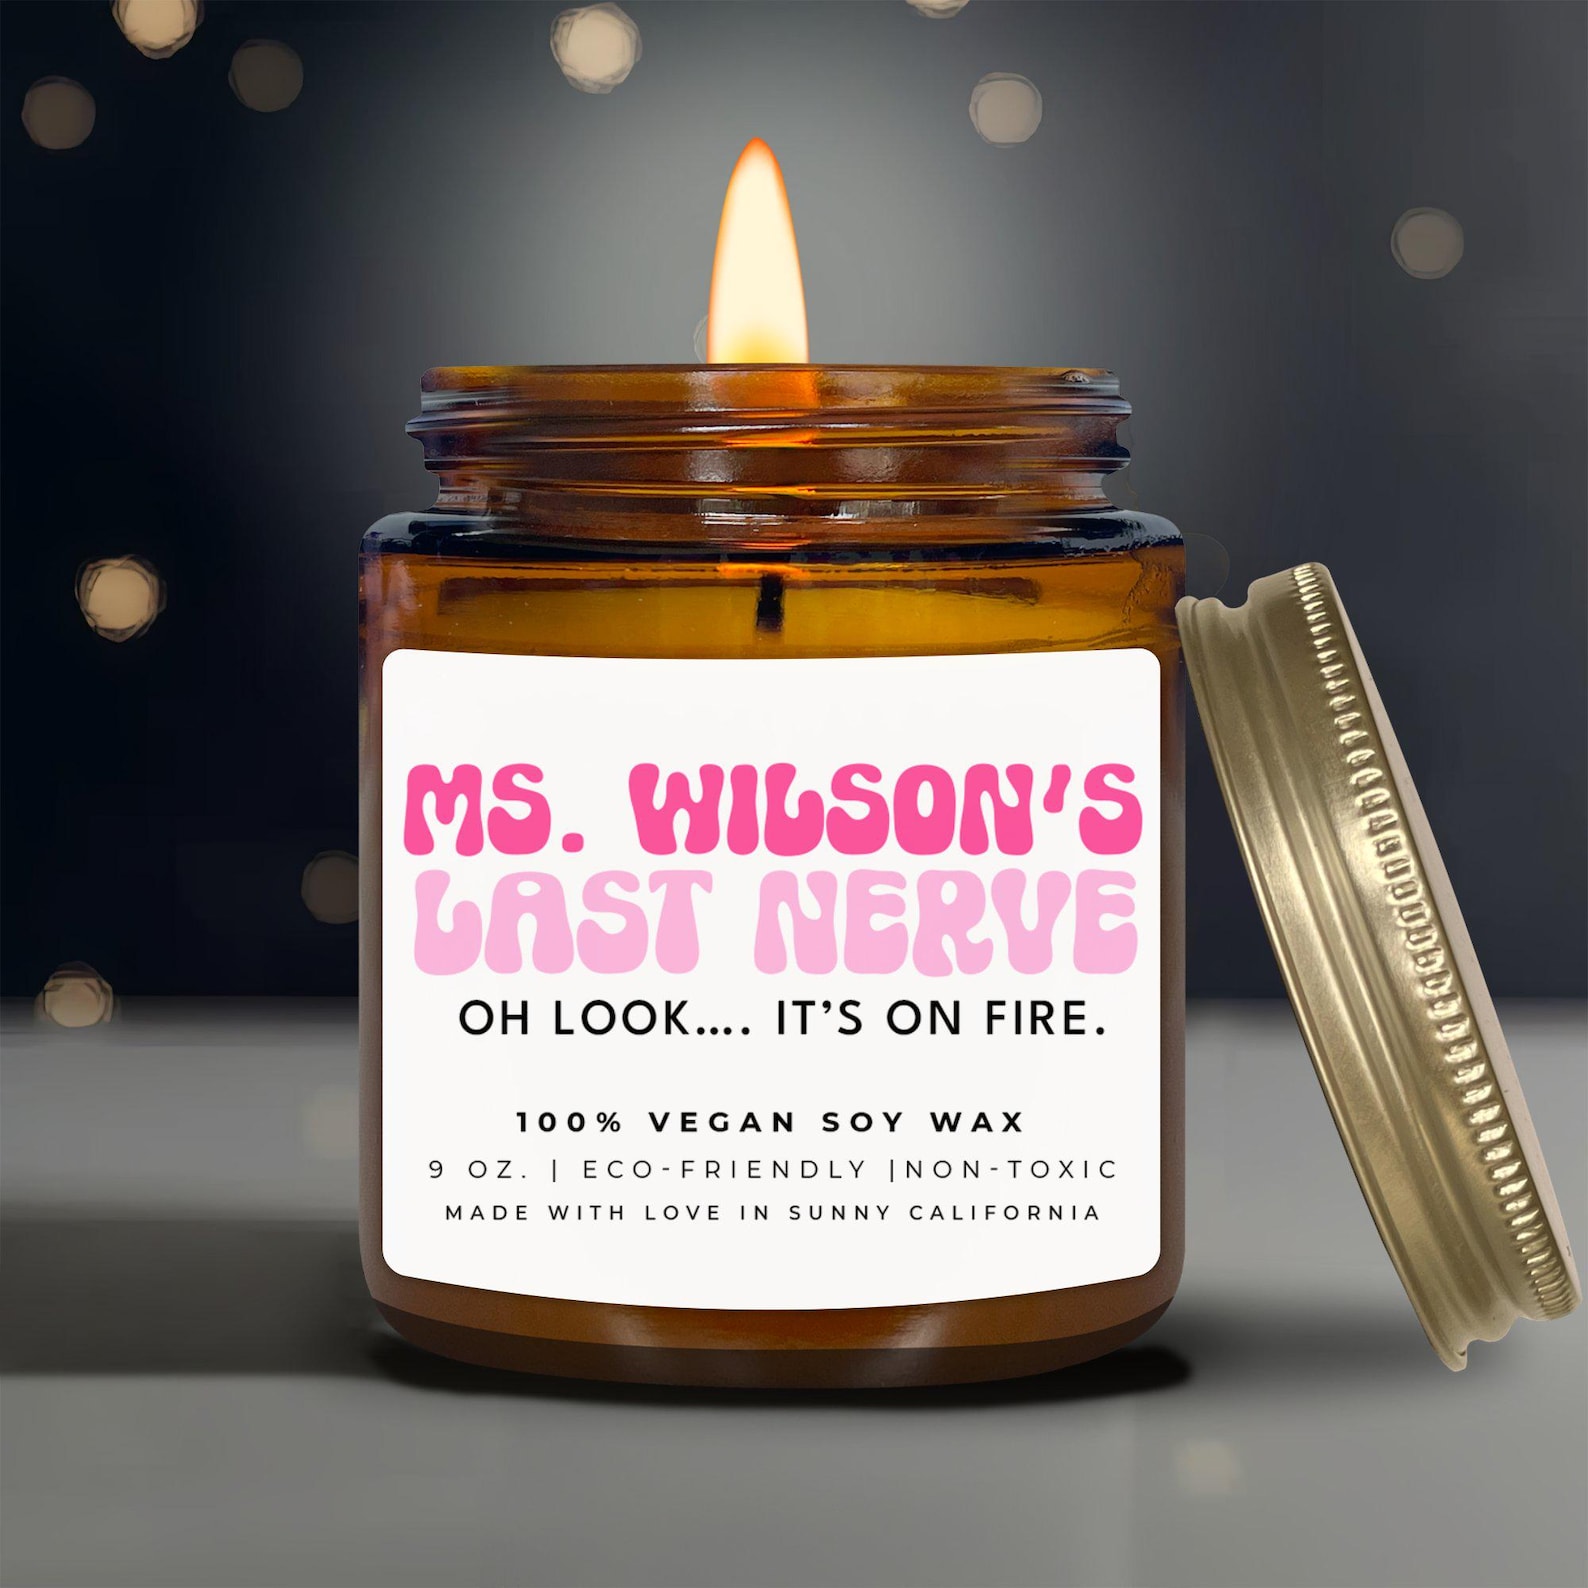 MS. WILSON'S
LAST NERVE
OH LOOK.... IT'S ON FIRE.
100% VEGAN SOY WAX
9 OZ. | ECO-FRIENDLY |NON-TOXIC
MADE WITH LOVE IN SUNNY CALIFORNIA